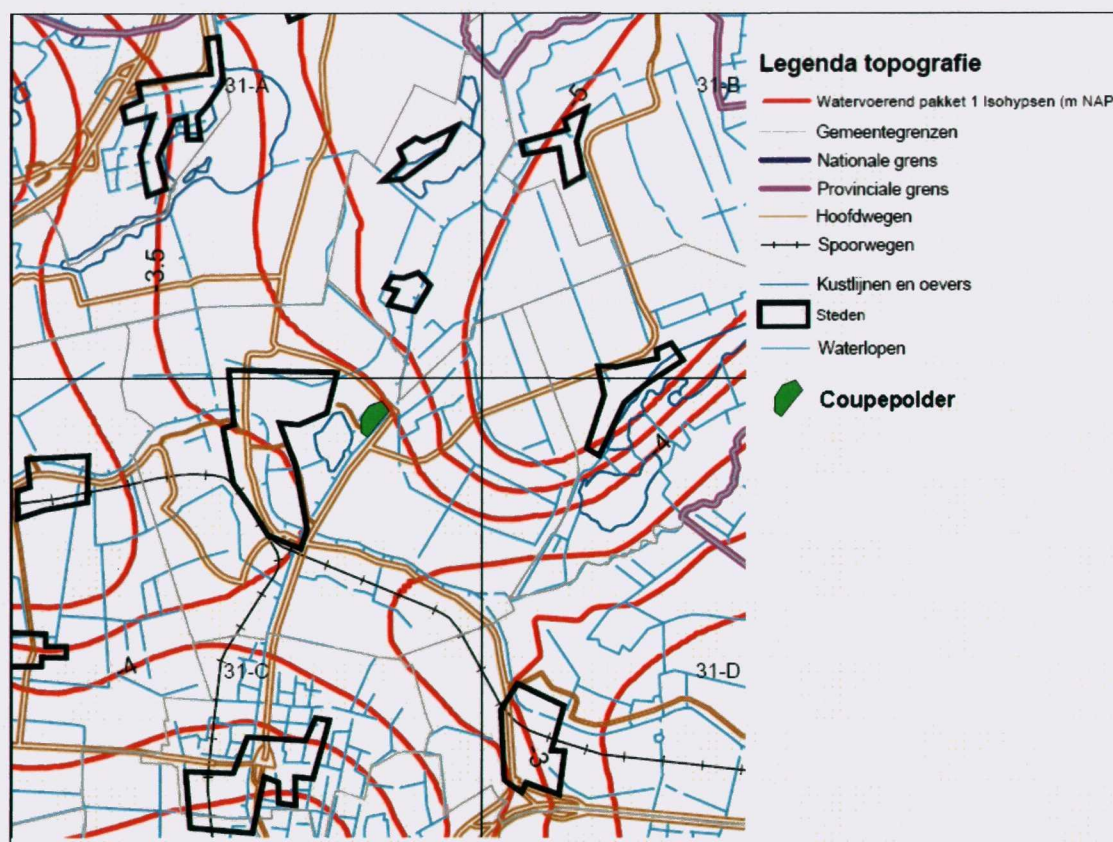 31-A
31-B
-5
-3.5
-4
-4
31-C
31-D
-3
Legenda topografie
Watervoerend pakket 1 Isohypsen (m NAP
Gemeentegrenzen
Nationale grens
Provinciale grens
Hoofdwegen
Spoorwegen
Kustlijnen en oevers
Steden
Waterlopen
Coupepolder